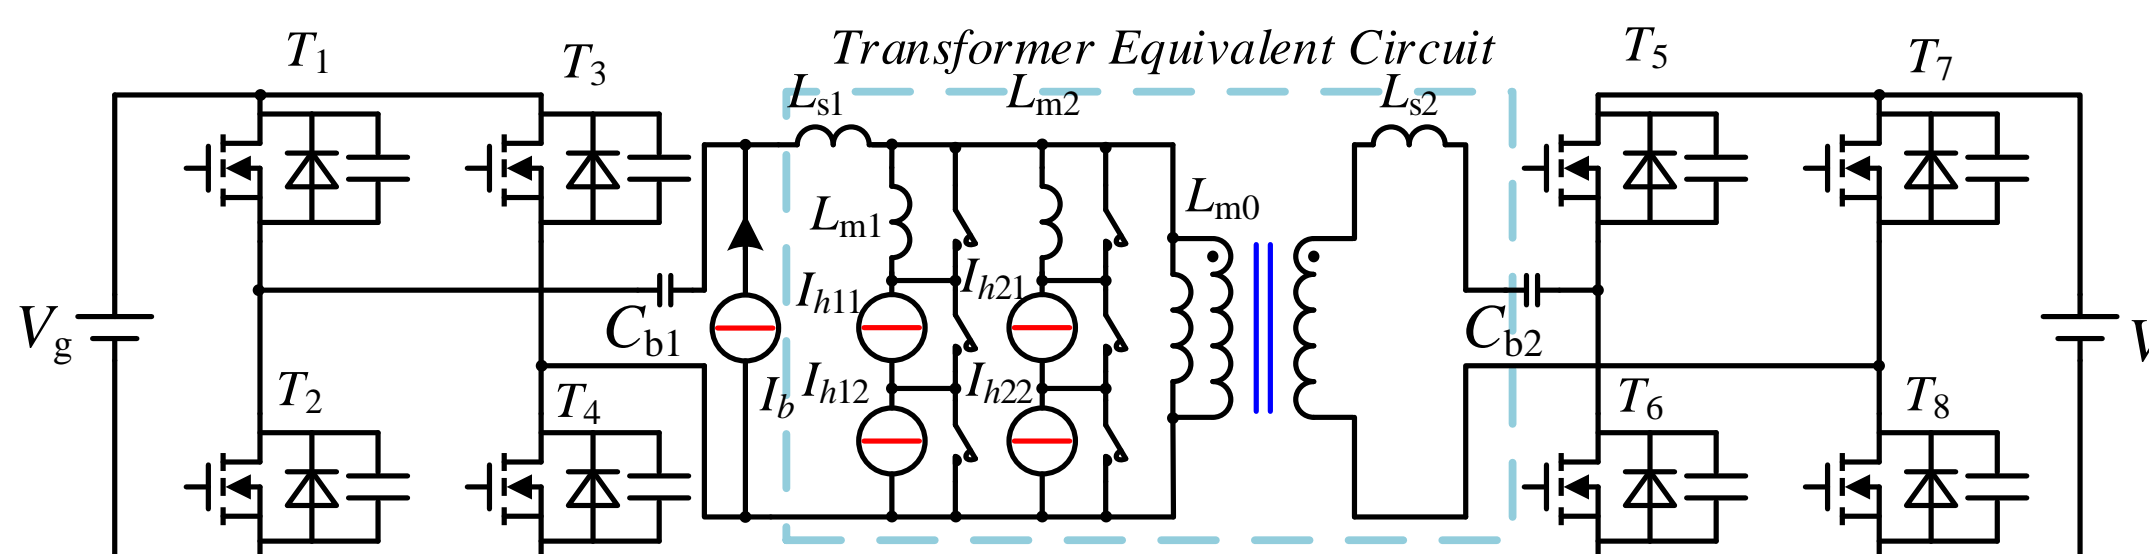 Transformer Equivalent Circuit
T1
T3
T5
T7
Ls1
Lm2
Ls2
Lm1
Lm0
Ih11
Ih21
Vg
Cb1
Cb2
V
Ib
Ih12
Ih22
T2
T4
T6
T8